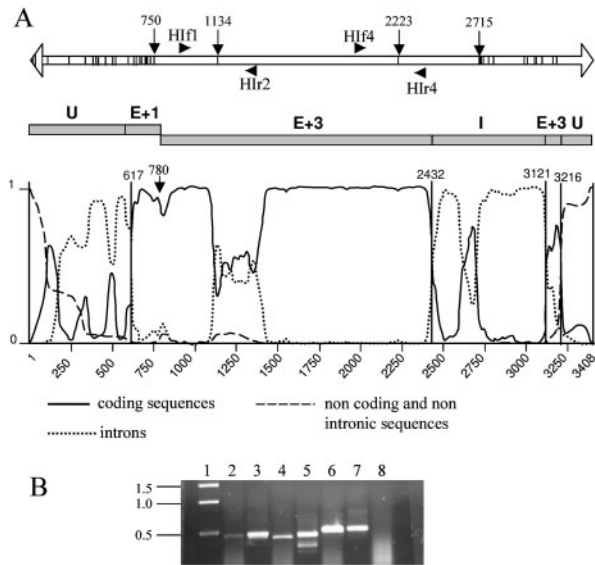 A
750 1134 2223 2715
HIf1 HIf4
HIr2 HIr4
U E+1 E+3 I E+3 U
1 617 780 2432 3121 3216
0
1 250 500 750 1000 1250 1500 1750 2000 2250 2500 2750 3000 3250 3408
coding sequences non coding and non
intronic sequences
introns
B
1 2 3 4 5 6 7 8
1.5
1.0
0.5